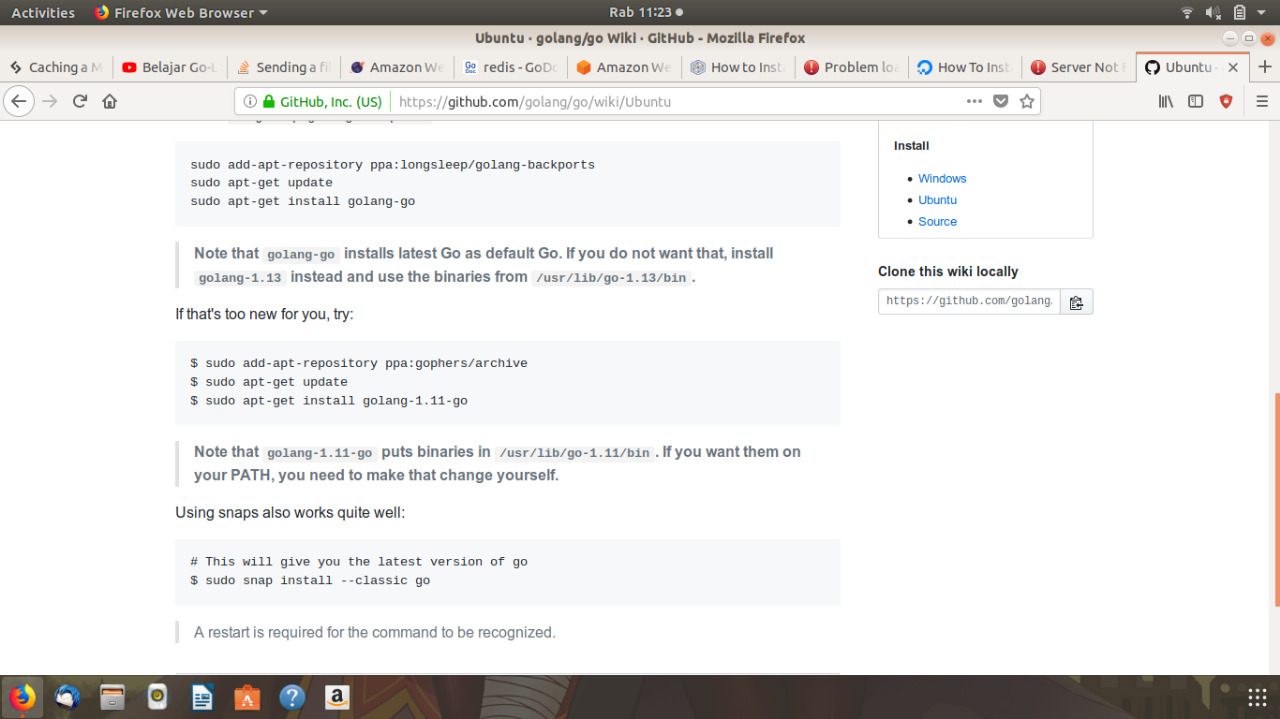 Activities Firefox Web Browser Rab 11:23
Ubuntu · golang/go Wiki · GitHub - Mozilla Firefox
Caching a M Belajar Go-L Sending a fi Amazon We redis - GoDo Amazon We How to Insta Problem loa How To Inst Server Not F Ubuntu ·
GitHub, Inc. (US) https://github.com/golang/go/wiki/Ubuntu
sudo add-apt-repository ppa:longsleep/golang-backports
sudo apt-get update
sudo apt-get install golang-go
Note that golang-go installs latest Go as default Go. If you do not want that, install
golang-1.13 instead and use the binaries from /usr/lib/go-1.13/bin .
If that's too new for you, try:
$ sudo add-apt-repository ppa:gophers/archive
$ sudo apt-get update
$ sudo apt-get install golang-1.11-go
Note that golang-1.11-go puts binaries in /usr/lib/go-1.11/bin . If you want them on
your PATH, you need to make that change yourself.
Using snaps also works quite well:
# This will give you the latest version of go
$ sudo snap install --classic go
A restart is required for the command to be recognized.
Install
Windows
Ubuntu
Source
Clone this wiki locally
https://github.com/golang.